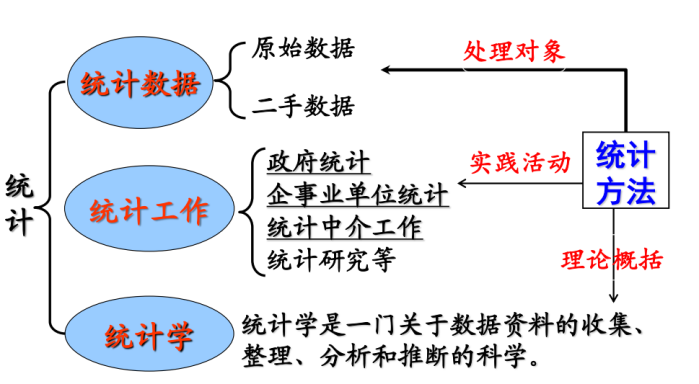 统计
统计数据
原始数据
二手数据
处理对象
统计工作
政府统计
企事业单位统计
统计中介工作
统计研究等
实践活动
统计
方法
理论概括
统计学
统计学是一门关于数据资料的收集、
整理、分析和推断的科学。